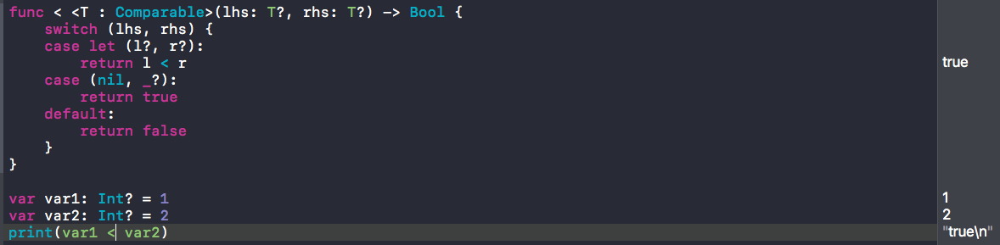 func < <T : Comparable>(lhs: T?, rhs: T?) -> Bool {
    switch (lhs, rhs) {
    case let (l?, r?):
        return l < r
true
    case (nil, _?):
        return true
    default:
        return false
    }
}
var var1: Int? = 1
1
var var2: Int? = 2
2
print(var1 < var2)
"true\n"